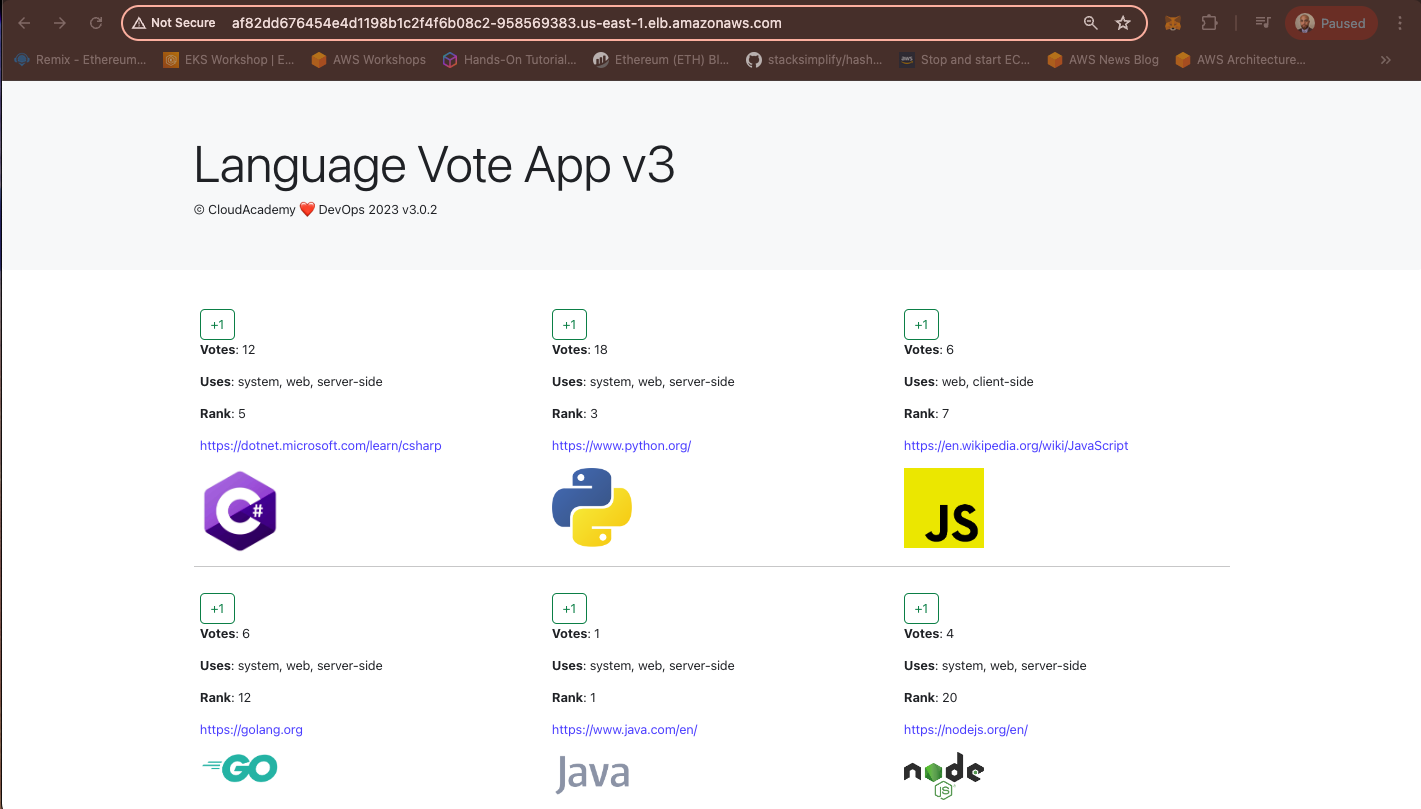 Not Secure af82dd676454e4d1198b1c2f4f6b08c2-958569383.us-east-1.elb.amazonaws.com Paused
Remix - Ethereum... EKS Workshop | E... AWS Workshops Hands-On Tutorial... Ethereum (ETH) Bl... stacksimplify/hash... aws Stop and start EC... AWS News Blog AWS Architecture... »
Language Vote App v3
© CloudAcademy ❤️ DevOps 2023 v3.0.2
+1 +1 +1
Votes: 12 Votes: 18 Votes: 6
Uses: system, web, server-side Uses: system, web, server-side Uses: web, client-side
Rank: 5 Rank: 3 Rank: 7
https://dotnet.microsoft.com/learn/csharp https://www.python.org/ https://en.wikipedia.org/wiki/JavaScript
C# JS
+1 +1 +1
Votes: 6 Votes: 1 Votes: 4
Uses: system, web, server-side Uses: system, web, server-side Uses: system, web, server-side
Rank: 12 Rank: 1 Rank: 20
https://golang.org https://www.java.com/en/ https://nodejs.org/en/
GO Java node
JS